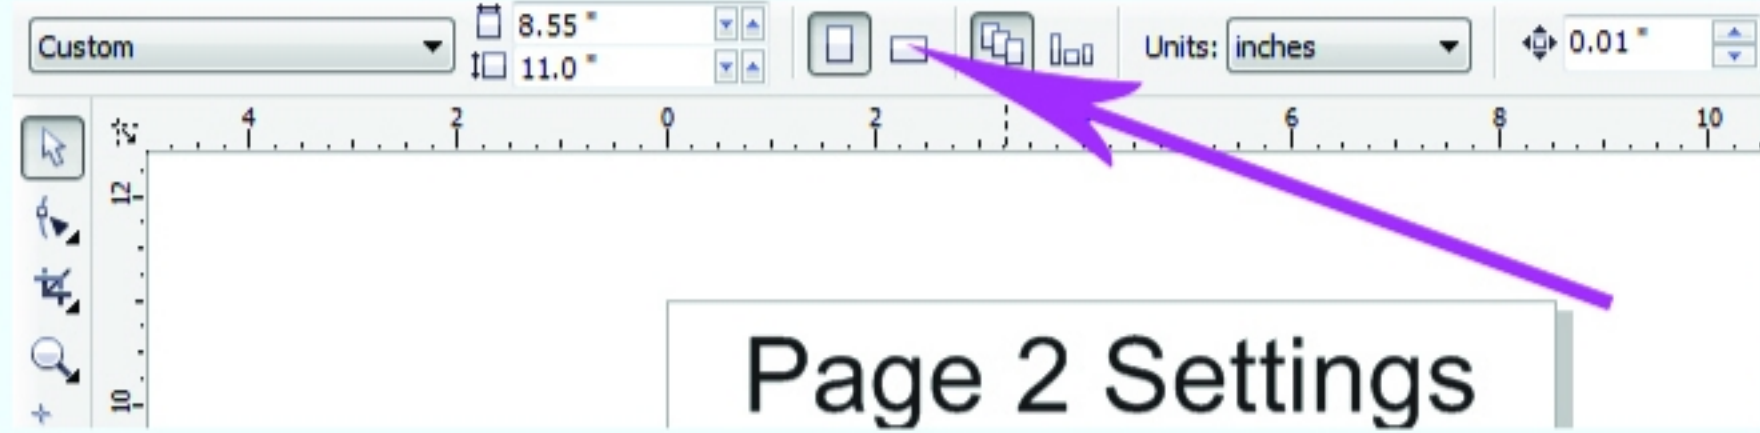 Custom
8.55 "
11.0 "
Units: inches
0.01 "
4 2 0 2 6 8 10
12
10
Page 2 Settings